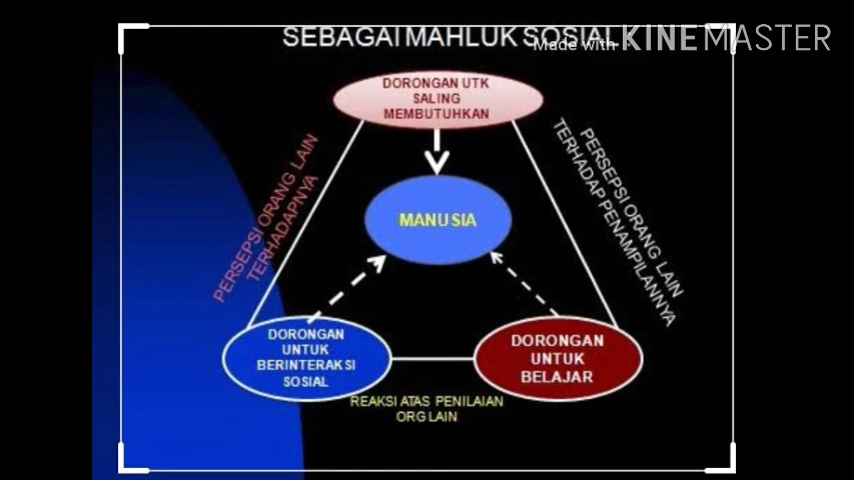 SEBAGAI MAHLUK SOSIAL
Made with KINEMASTER
DORONGAN UTK
SALING
MEMBUTUHKAN
PERSEPSI ORANG LAIN
TERHADAPNYA
PERSEPSI ORANG LAIN
TERHADAP PENAMPILANNYA
MANUSIA
DORONGAN
UNTUK
BERINTERAKSI
SOSIAL
DORONGAN
UNTUK
BELAJAR
REAKSI ATAS PENILAIAN
ORG LAIN